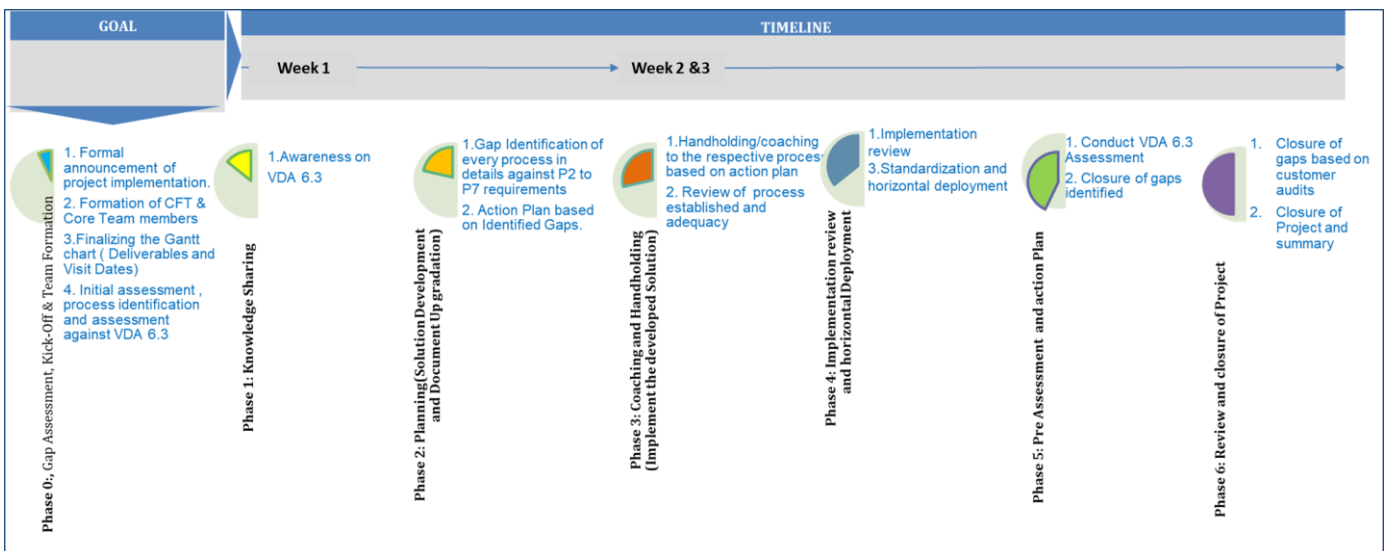 GOAL
TIMELINE
Week 1
Week 2 &3
1. Formal
announcement of
project implementation.
2. Formation of CFT &
Core Team members
3.Finalizing the Gantt
chart ( Deliverables and
Visit Dates)
4. Initial assessment ,
process identification
and assessment
against VDA 6.3
Phase 0:, Gap Assessment, Kick-Off & Team Formation
1.Awareness on
VDA 6.3
Phase 1: Knowledge Sharing
1.Gap Identification of
every process in
details against P2 to
P7 requirements
2. Action Plan based
on Identified Gaps.
Phase 2: Planning(Solution Development
and Document Up gradation)
1.Handholding/coaching
to the respective process
based on action plan
2. Review of process
established and
adequacy
Phase 3: Coaching and Handholding
(Implement the developed Solution)
1.Implementation
review
3.Standardization and
horizontal deployment
Phase 4: Implementation review
and horizontal Deployment
1. Conduct VDA 6.3
Assessment
2. Closure of gaps
identified
Phase 5: Pre Assessment and action Plan
1. Closure of
gaps based on
customer
audits
2. Closure of
Project and
summary
Phase 6: Review and closure of Project